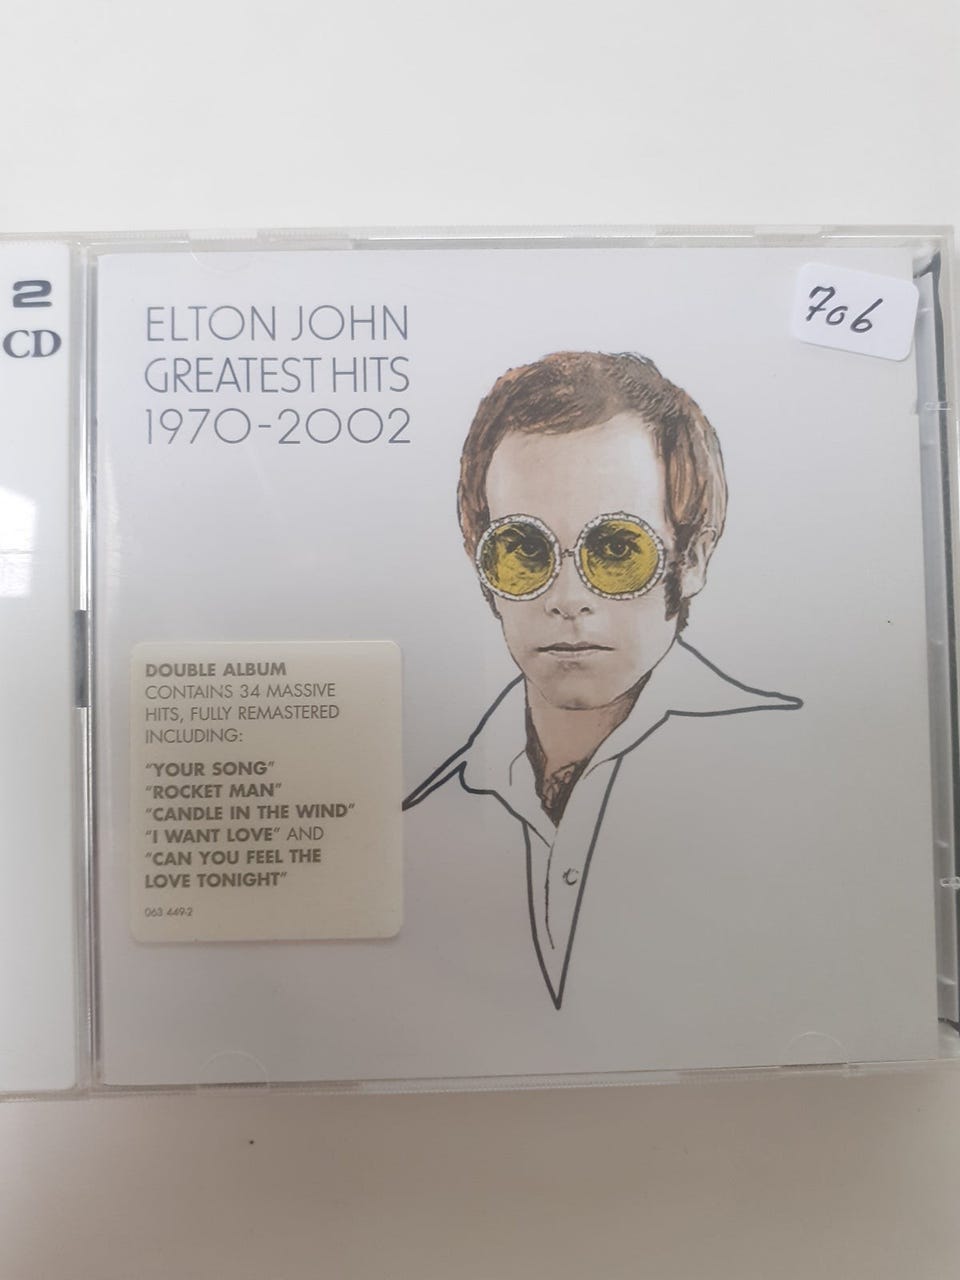 2
CD
ELTON JOHN
GREATEST HITS
1970-2002
706
DOUBLE ALBUM
CONTAINS 34 MASSIVE
HITS, FULLY REMASTERED
INCLUDING:
"YOUR SONG"
"ROCKET MAN"
"CANDLE IN THE WIND"
"I WANT LOVE" AND
"CAN YOU FEEL THE
LOVE TONIGHT"
063 449-2